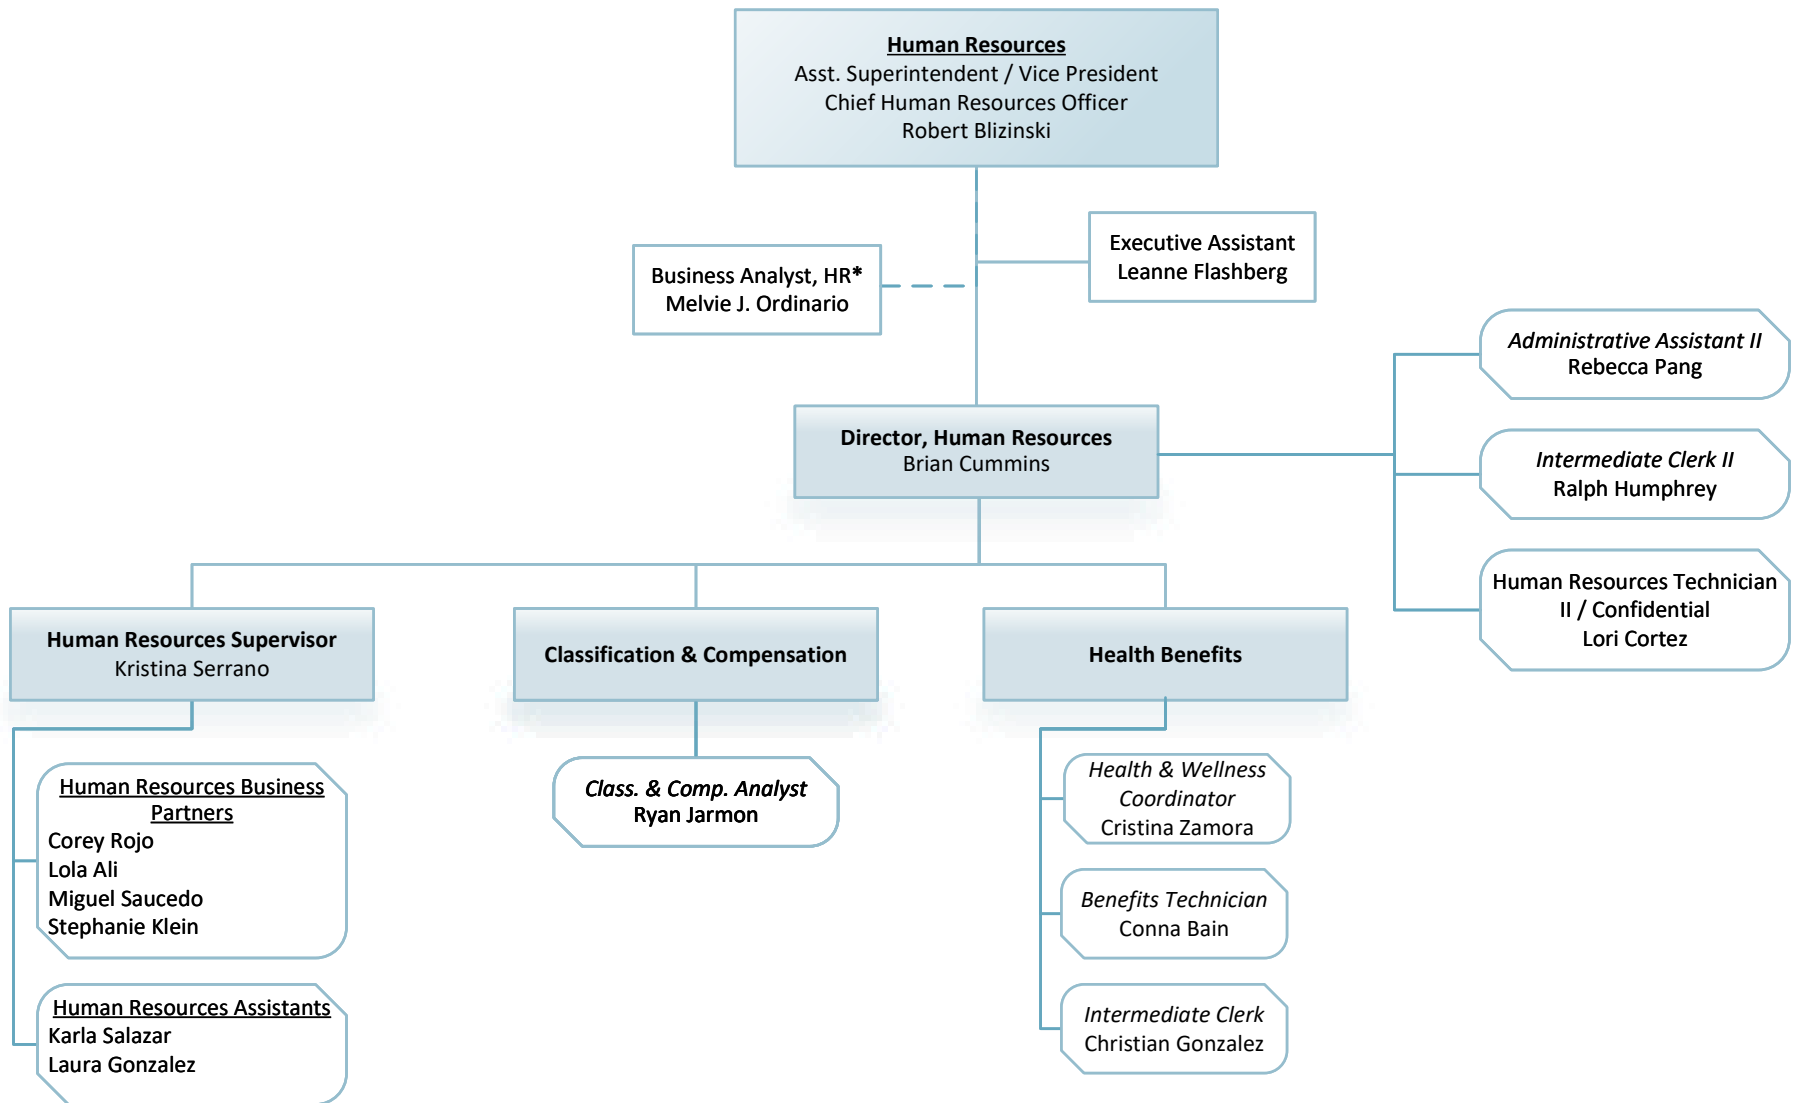 Human Resources
Asst. Superintendent / Vice President
Chief Human Resources Officer
Robert Blizinski
Executive Assistant
Leanne Flashberg
Business Analyst, HR*
Melvie J. Ordinario
Administrative Assistant II
Rebecca Pang
Director, Human Resources
Brian Cummins
Intermediate Clerk II
Ralph Humphrey
Human Resources Technician
II / Confidential
Lori Cortez
Human Resources Supervisor
Kristina Serrano
Classification & Compensation
Health Benefits
Human Resources Business
Partners
Corey Rojo
Lola Ali
Miguel Saucedo
Stephanie Klein
Human Resources Assistants
Karla Salazar
Laura Gonzalez
Class. & Comp. Analyst
Ryan Jarmon
Health & Wellness
Coordinator
Cristina Zamora
Benefits Technician
Conna Bain
Intermediate Clerk
Christian Gonzalez